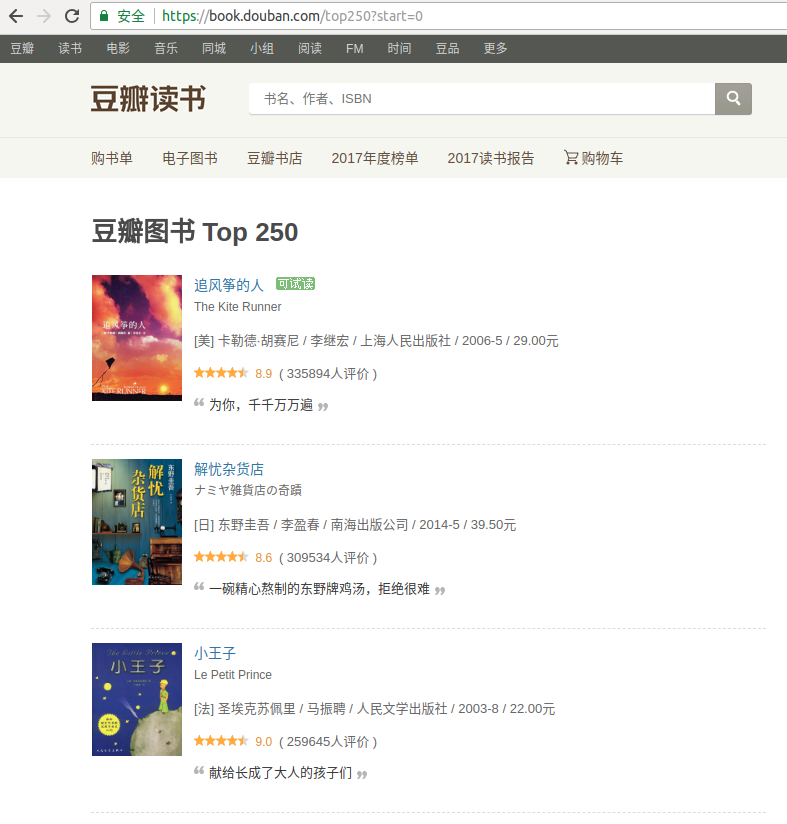 安全 https://book.douban.com/top250?start=0
豆瓣 读书 电影 音乐 同城 小组 阅读 FM 时间 豆品 更多
豆瓣读书
书名、作者、ISBN
购书单 电子图书 豆瓣书店 2017年度榜单 2017读书报告 购物车
豆瓣图书 Top 250
追风筝的人
KITE RUNNER
追风筝的人 可试读
The Kite Runner
[美] 卡勒德·胡赛尼 / 李继宏 / 上海人民出版社 / 2006-5 / 29.00元
8.9 ( 335894人评价 )
“ 为你，千千万万遍 ”
解忧
杂货店
东野圭吾
解忧杂货店
ナミヤ雑貨店の奇蹟
[日] 东野圭吾 / 李盈春 / 南海出版公司 / 2014-5 / 39.50元
8.6 ( 309534人评价 )
“ 一碗精心熬制的东野牌鸡汤，拒绝很难 ”
The Little Prince
小王子
小王子
Le Petit Prince
[法] 圣埃克苏佩里 / 马振聘 / 人民文学出版社 / 2003-8 / 22.00元
9.0 ( 259645人评价 )
“ 献给长成了大人的孩子们 ”